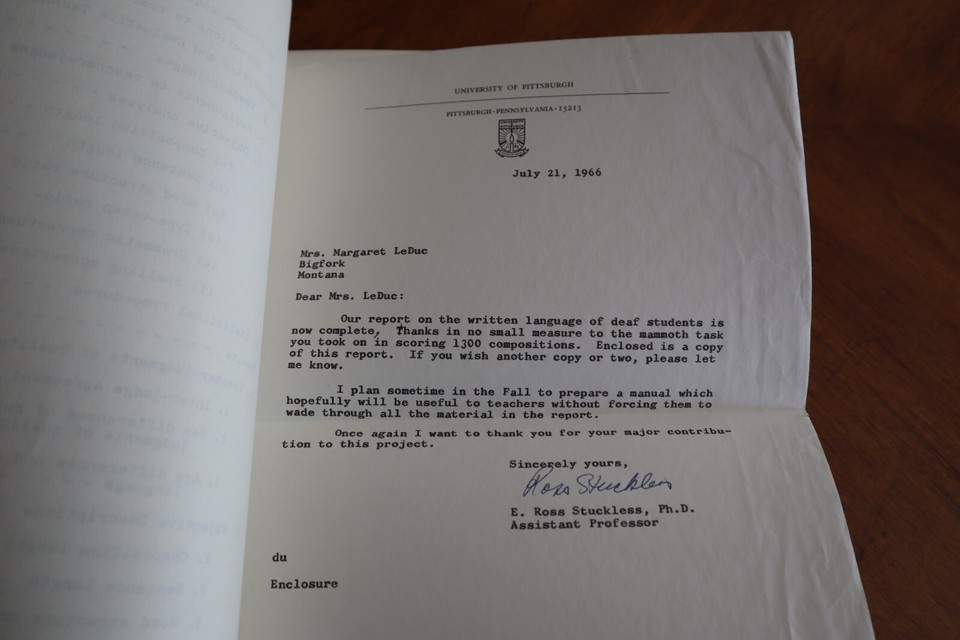 UNIVERSITY OF PITTSBURGH
PITTSBURGH · PENNSYLVANIA · 15213
July 21, 1966
Mrs. Margaret LeDuc
Bigfork
Montana
Dear Mrs. LeDuc:
Our report on the written language of deaf students is
now complete, Thanks in no small measure to the mammoth task
you took on in scoring 1300 compositions. Enclosed is a copy
of this report. If you wish another copy or two, please let
me know.
I plan sometime in the Fall to prepare a manual which
hopefully will be useful to teachers without forcing them to
wade through all the material in the report.
Once again I want to thank you for your major contribu-
tion to this project.
Sincerely yours,
Ross Stuckless
E. Ross Stuckless, Ph.D.
Assistant Professor
du
Enclosure